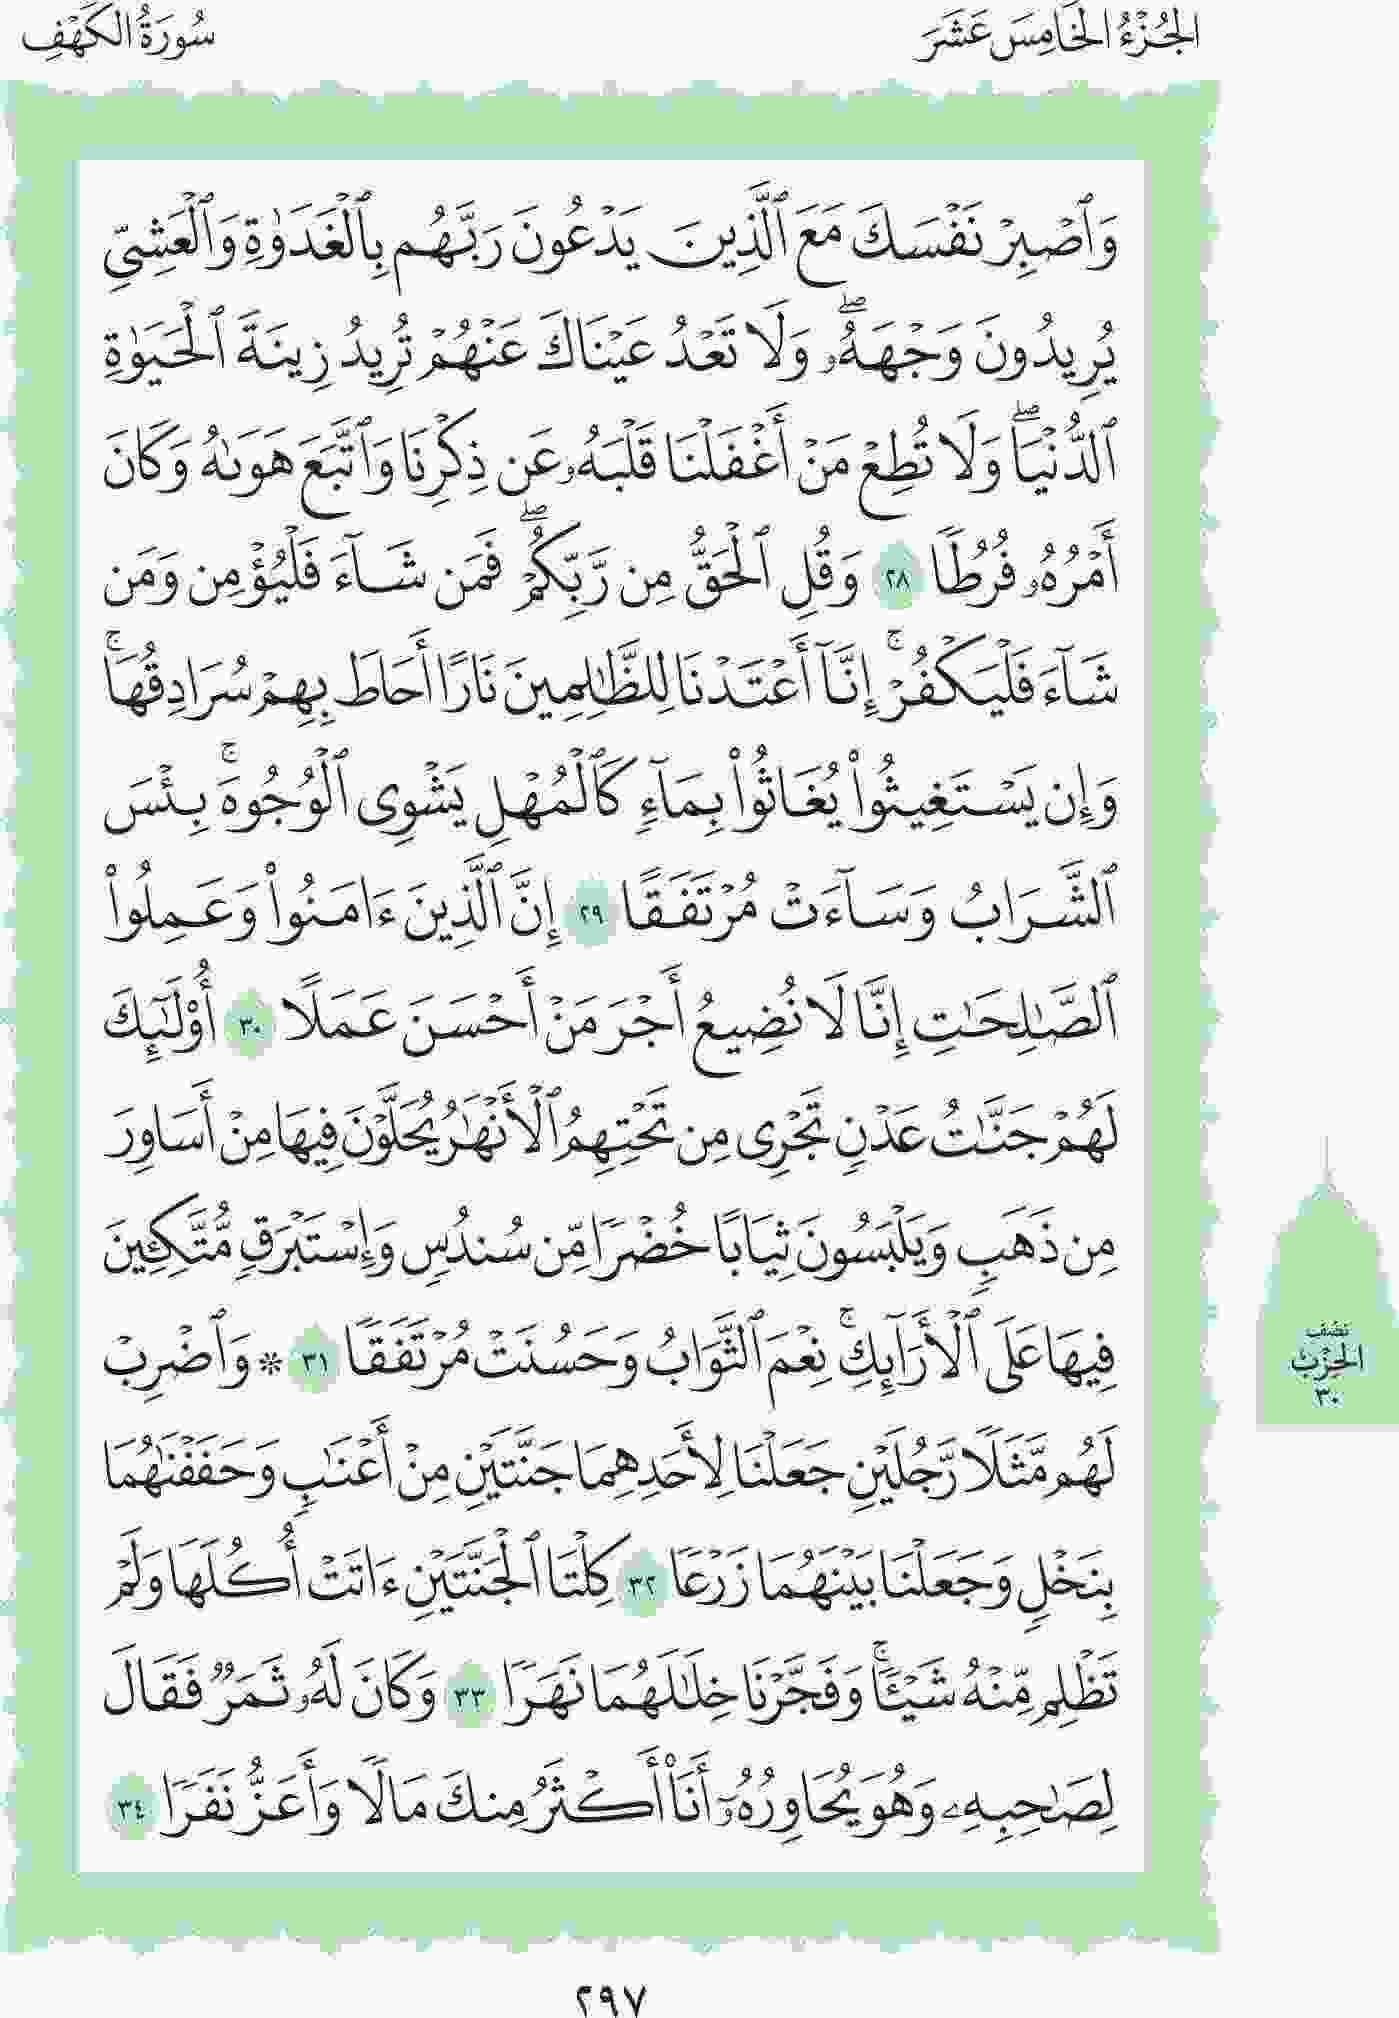 الجُزْءُ الخَامِسَ عَشَرَ
سُورَةُ الكَهْفِ
وَٱصْبِرْ نَفْسَكَ مَعَ ٱلَّذِينَ يَدْعُونَ رَبَّهُم بِٱلْغَدَوٰةِ وَٱلْعَشِىِّ
يُرِيدُونَ وَجْهَهُۥۖ وَلَا تَعْدُ عَيْنَاكَ عَنْهُمْ تُرِيدُ زِينَةَ ٱلْحَيَوٰةِ
ٱلدُّنْيَاۖ وَلَا تُطِعْ مَنْ أَغْفَلْنَا قَلْبَهُۥ عَن ذِكْرِنَا وَٱتَّبَعَ هَوَىٰهُ وَكَانَ
أَمْرُهُۥ فُرُطًا ٢٨ وَقُلِ ٱلْحَقُّ مِن رَّبِّكُمْۖ فَمَن شَآءَ فَلْيُؤْمِن وَمَن
شَآءَ فَلْيَكْفُرْۚ إِنَّآ أَعْتَدْنَا لِلظَّٰلِمِينَ نَارًا أَحَاطَ بِهِمْ سُرَادِقُهَاۚ
وَإِن يَسْتَغِيثُوا۟ يُغَاثُوا۟ بِمَآءٍ كَٱلْمُهْلِ يَشْوِى ٱلْوُجُوهَۚ بِئْسَ
ٱلشَّرَابُ وَسَآءَتْ مُرْتَفَقًا ٢٩ إِنَّ ٱلَّذِينَ ءَامَنُوا۟ وَعَمِلُوا۟
ٱلصَّٰلِحَٰتِ إِنَّا لَا نُضِيعُ أَجْرَ مَنْ أَحْسَنَ عَمَلًا ٣٠ أُو۟لَٰٓئِكَ
لَهُمْ جَنَّٰتُ عَدْنٍ تَجْرِى مِن تَحْتِهِمُ ٱلْأَنْهَٰرُ يُحَلَّوْنَ فِيهَا مِنْ أَسَاوِرَ
مِن ذَهَبٍ وَيَلْبَسُونَ ثِيَابًا خُضْرًا مِّن سُندُسٍ وَإِسْتَبْرَقٍ مُّتَّكِـِٔينَ
فِيهَا عَلَى ٱلْأَرَآئِكِۚ نِعْمَ ٱلثَّوَابُ وَحَسُنَتْ مُرْتَفَقًا ٣١ ۞ وَٱضْرِبْ
لَهُم مَّثَلًا رَّجُلَيْنِ جَعَلْنَا لِأَحَدِهِمَا جَنَّتَيْنِ مِنْ أَعْنَٰبٍ وَحَفَفْنَٰهُمَا
بِنَخْلٍ وَجَعَلْنَا بَيْنَهُمَا زَرْعًا ٣٢ كِلْتَا ٱلْجَنَّتَيْنِ ءَاتَتْ أُكُلَهَا وَلَمْ
تَظْلِم مِّنْهُ شَيْـًٔاۚ وَفَجَّرْنَا خِلَٰلَهُمَا نَهَرًا ٣٣ وَكَانَ لَهُۥ ثَمَرٌ فَقَالَ
لِصَٰحِبِهِۦ وَهُوَ يُحَاوِرُهُۥٓ أَنَا۠ أَكْثَرُ مِنكَ مَالًا وَأَعَزُّ نَفَرًا ٣٤
نصْف
الحِزْب
٣٠
٢٩٧